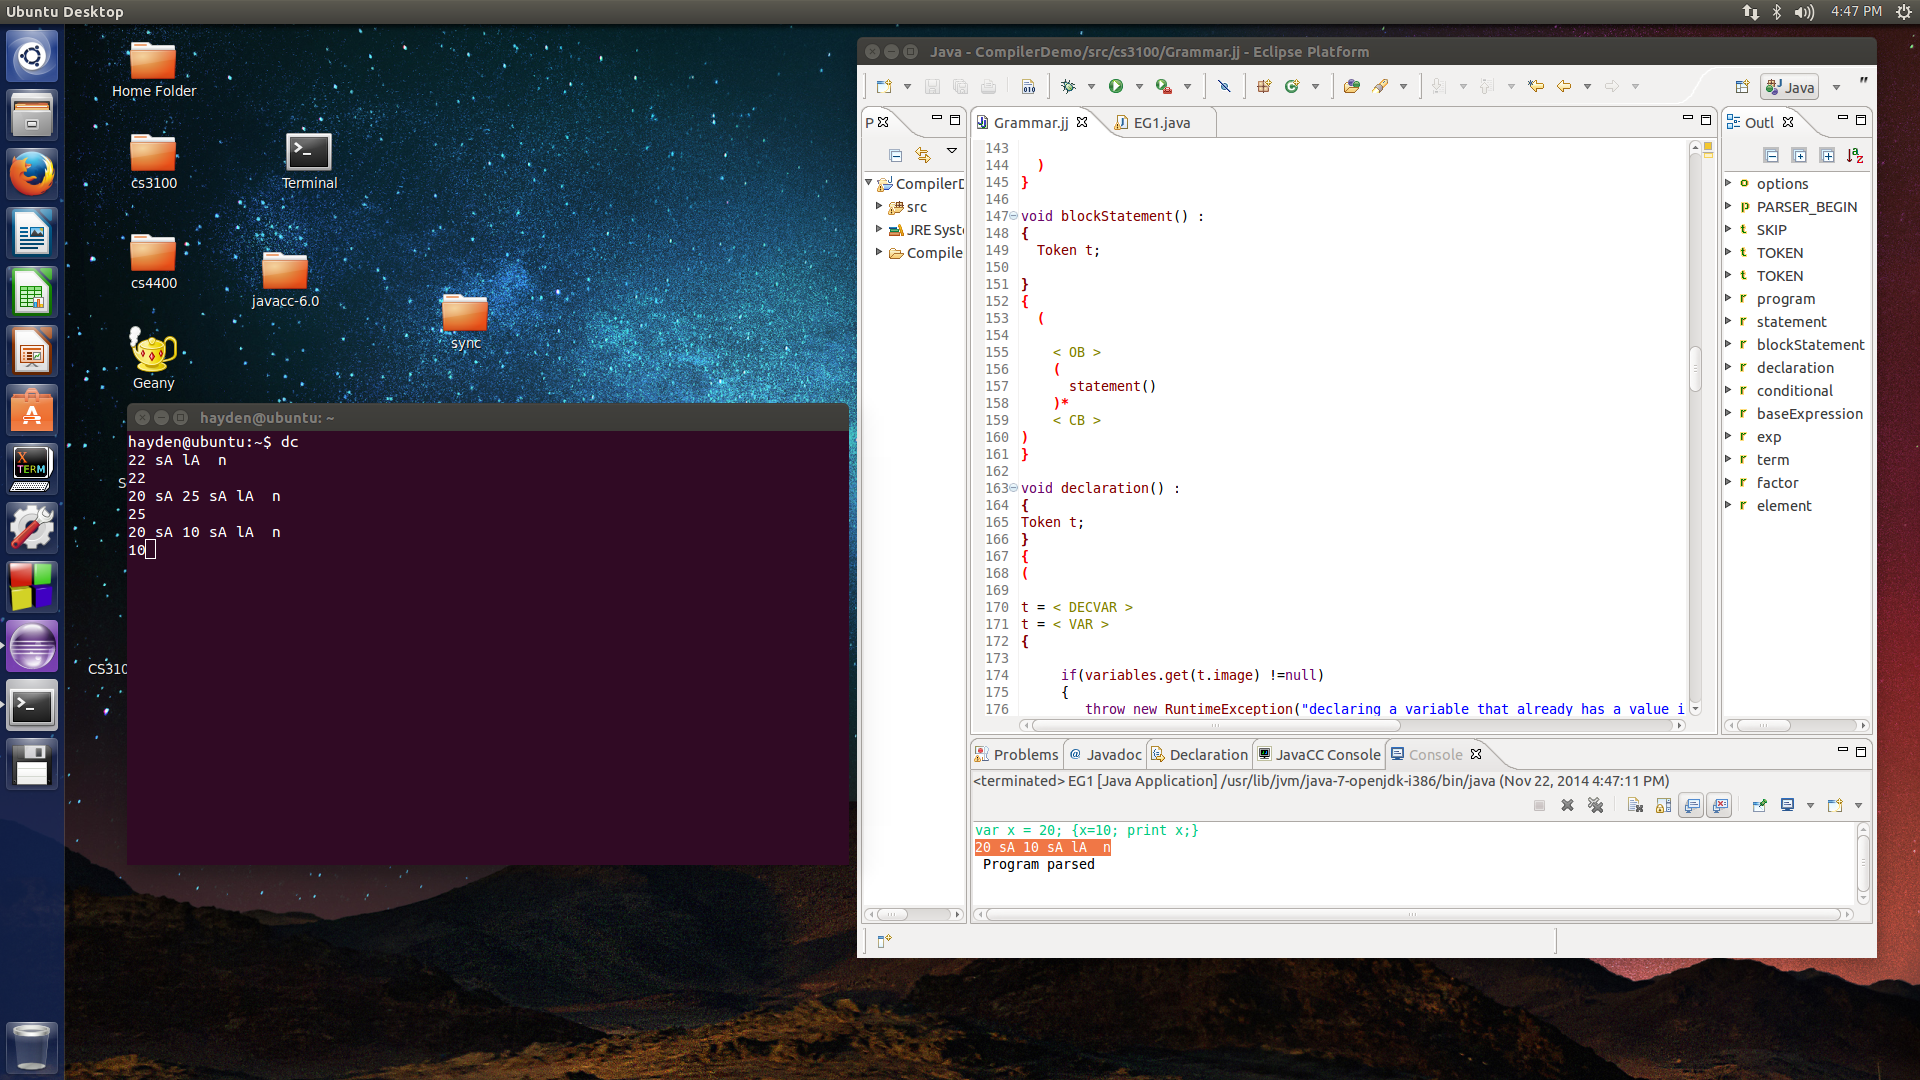 Ubuntu Desktop
4:47 PM
Home Folder
cs3100
Terminal
cs4400
javacc-6.0
sync
Geany
S
CS310
X
TERM
hayden@ubuntu: ~
hayden@ubuntu:~$ dc
22 sA lA  n
22
20 sA 25 sA lA  n
25
20 sA 10 sA lA  n
10
Java - CompilerDemo/src/cs3100/Grammar.jj - Eclipse Platform
Java
P
CompilerD
src
JRE Syste
Compile
Grammar.jj
EG1.java
143
144   )
145 }
146
147 void blockStatement() :
148 {
149   Token t;
150
151 }
152 {
153   (
154
155     < OB >
156     (
157       statement()
158     )*
159     < CB >
160 )
161 }
162
163 void declaration() :
164 {
165 Token t;
166 }
167 {
168 (
169
170 t = < DECVAR >
171 t = < VAR >
172 {
173
174      if(variables.get(t.image) !=null)
175      {
176         throw new RuntimeException("declaring a variable that already has a value i
Outl
options
PARSER_BEGIN
SKIP
TOKEN
TOKEN
program
statement
blockStatement
declaration
conditional
baseExpression
exp
term
factor
element
Problems
@ Javadoc
Declaration
JavaCC Console
Console
<terminated> EG1 [Java Application] /usr/lib/jvm/java-7-openjdk-i386/bin/java (Nov 22, 2014 4:47:11 PM)
var x = 20; {x=10; print x;}
20 sA 10 sA lA  n
 Program parsed